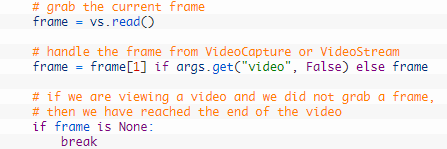 # grab the current frame
frame = vs.read()
# handle the frame from VideoCapture or VideoStream
frame = frame[1] if args.get("video", False) else frame
# if we are viewing a video and we did not grab a frame,
# then we have reached the end of the video
if frame is None:
break